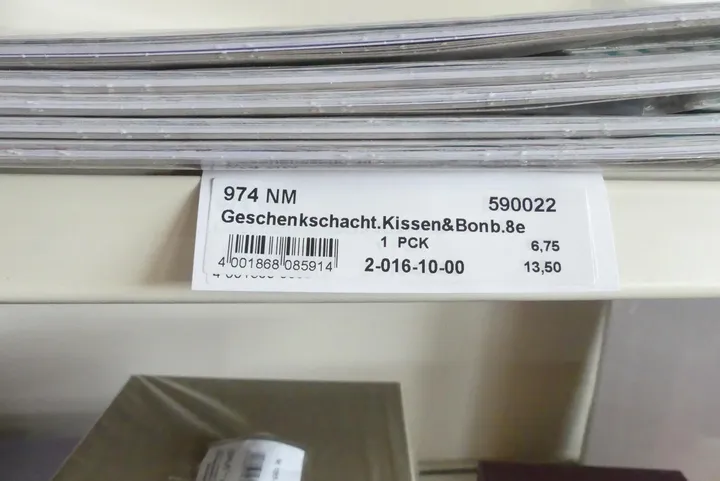 974 NM 590022
Geschenkschacht.Kissen&Bonb.8e
1 PCK 6,75
4 001868 085914 2-016-10-00 13,50